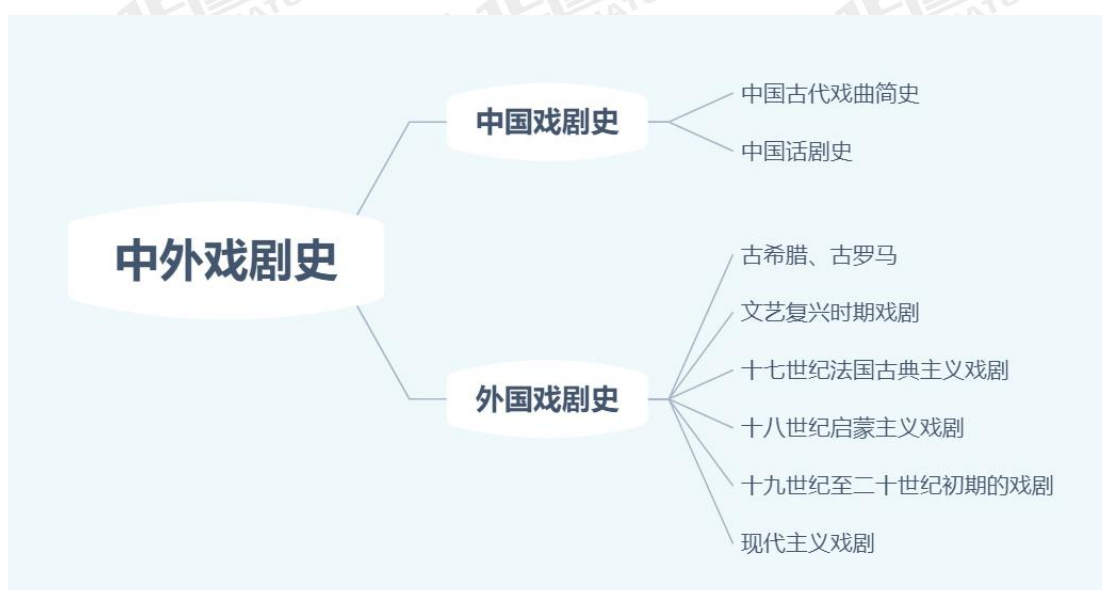 中外戏剧史
中国戏剧史
中国古代戏曲简史
中国话剧史
外国戏剧史
古希腊、古罗马
文艺复兴时期戏剧
十七世纪法国古典主义戏剧
十八世纪启蒙主义戏剧
十九世纪至二十世纪初期的戏剧
现代主义戏剧